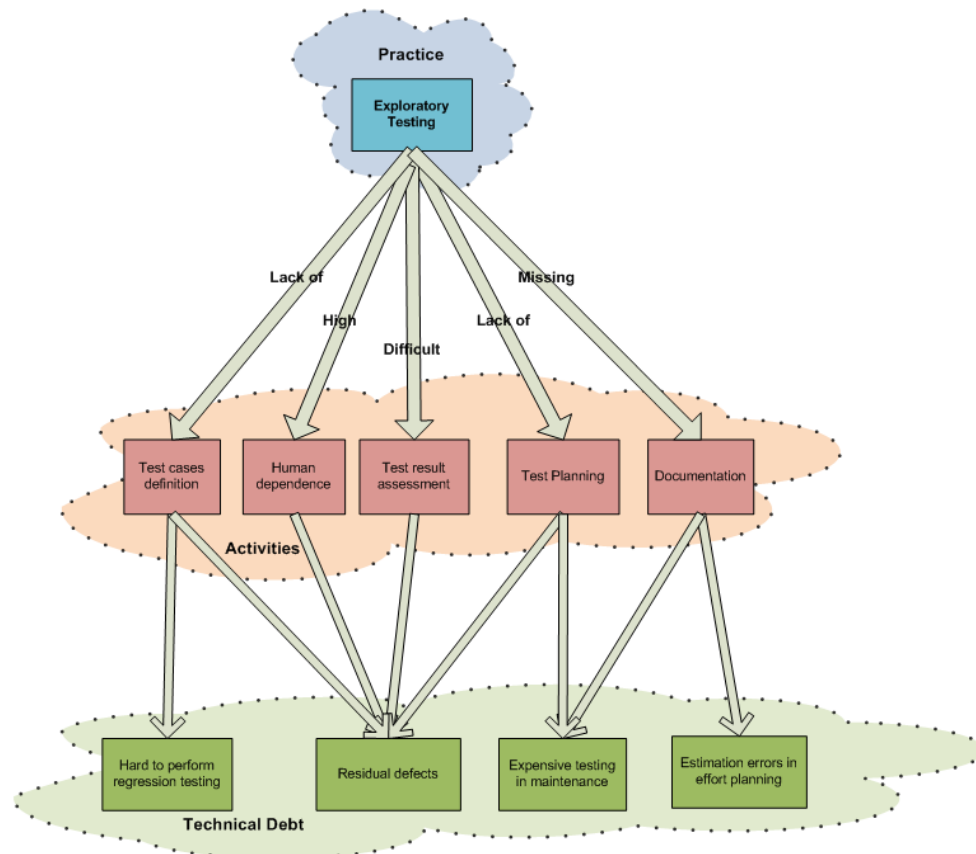 Practice
Exploratory
Testing
Lack of
Missing
High
Lack of
Difficult
Test cases
definition
Human
dependence
Test result
assessment
Test Planning
Documentation
Activities
Hard to perform
regression testing
Residual defects
Expensive testing
in maintenance
Estimation errors in
effort planning
Technical Debt